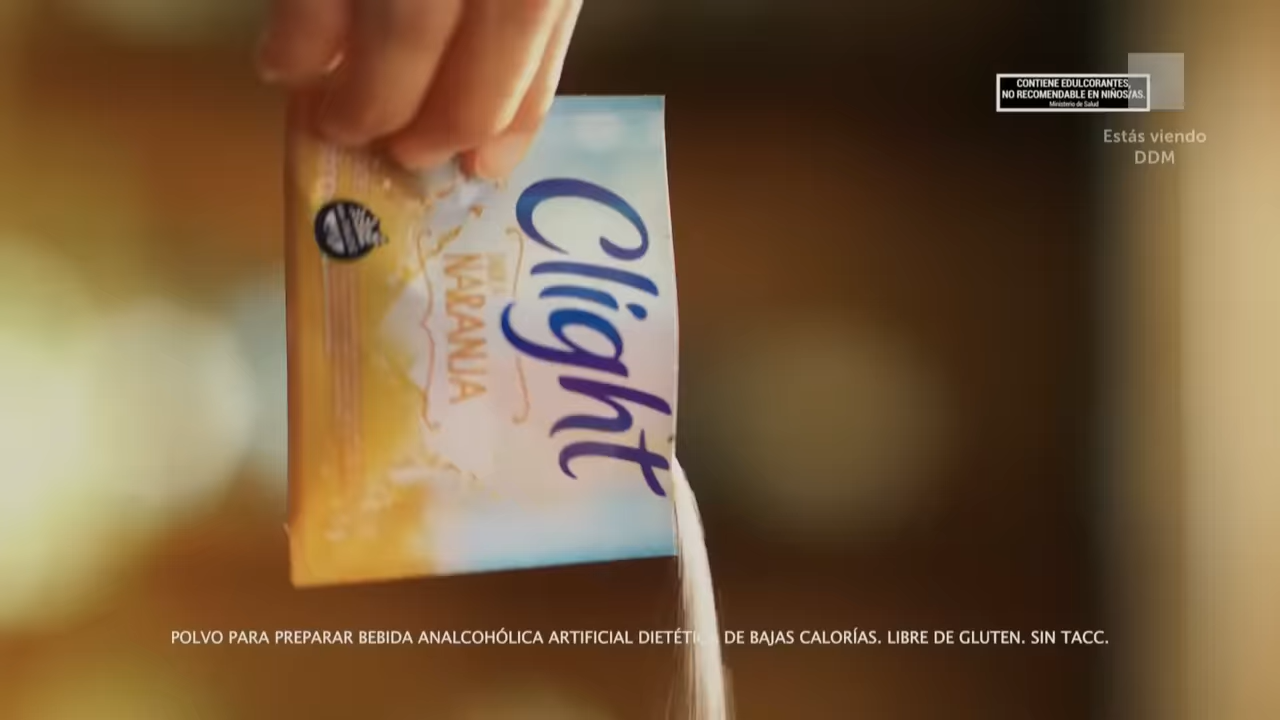 CONTIENE EDULCORANTES,
NO RECOMENDABLE EN NIÑOS/AS.
Ministerio de Salud
Estás viendo
DDM
Clight
NARANJA
POLVO PARA PREPARAR BEBIDA ANALCOHÓLICA ARTIFICIAL DIETÉTICA DE BAJAS CALORÍAS. LIBRE DE GLUTEN. SIN TACC.